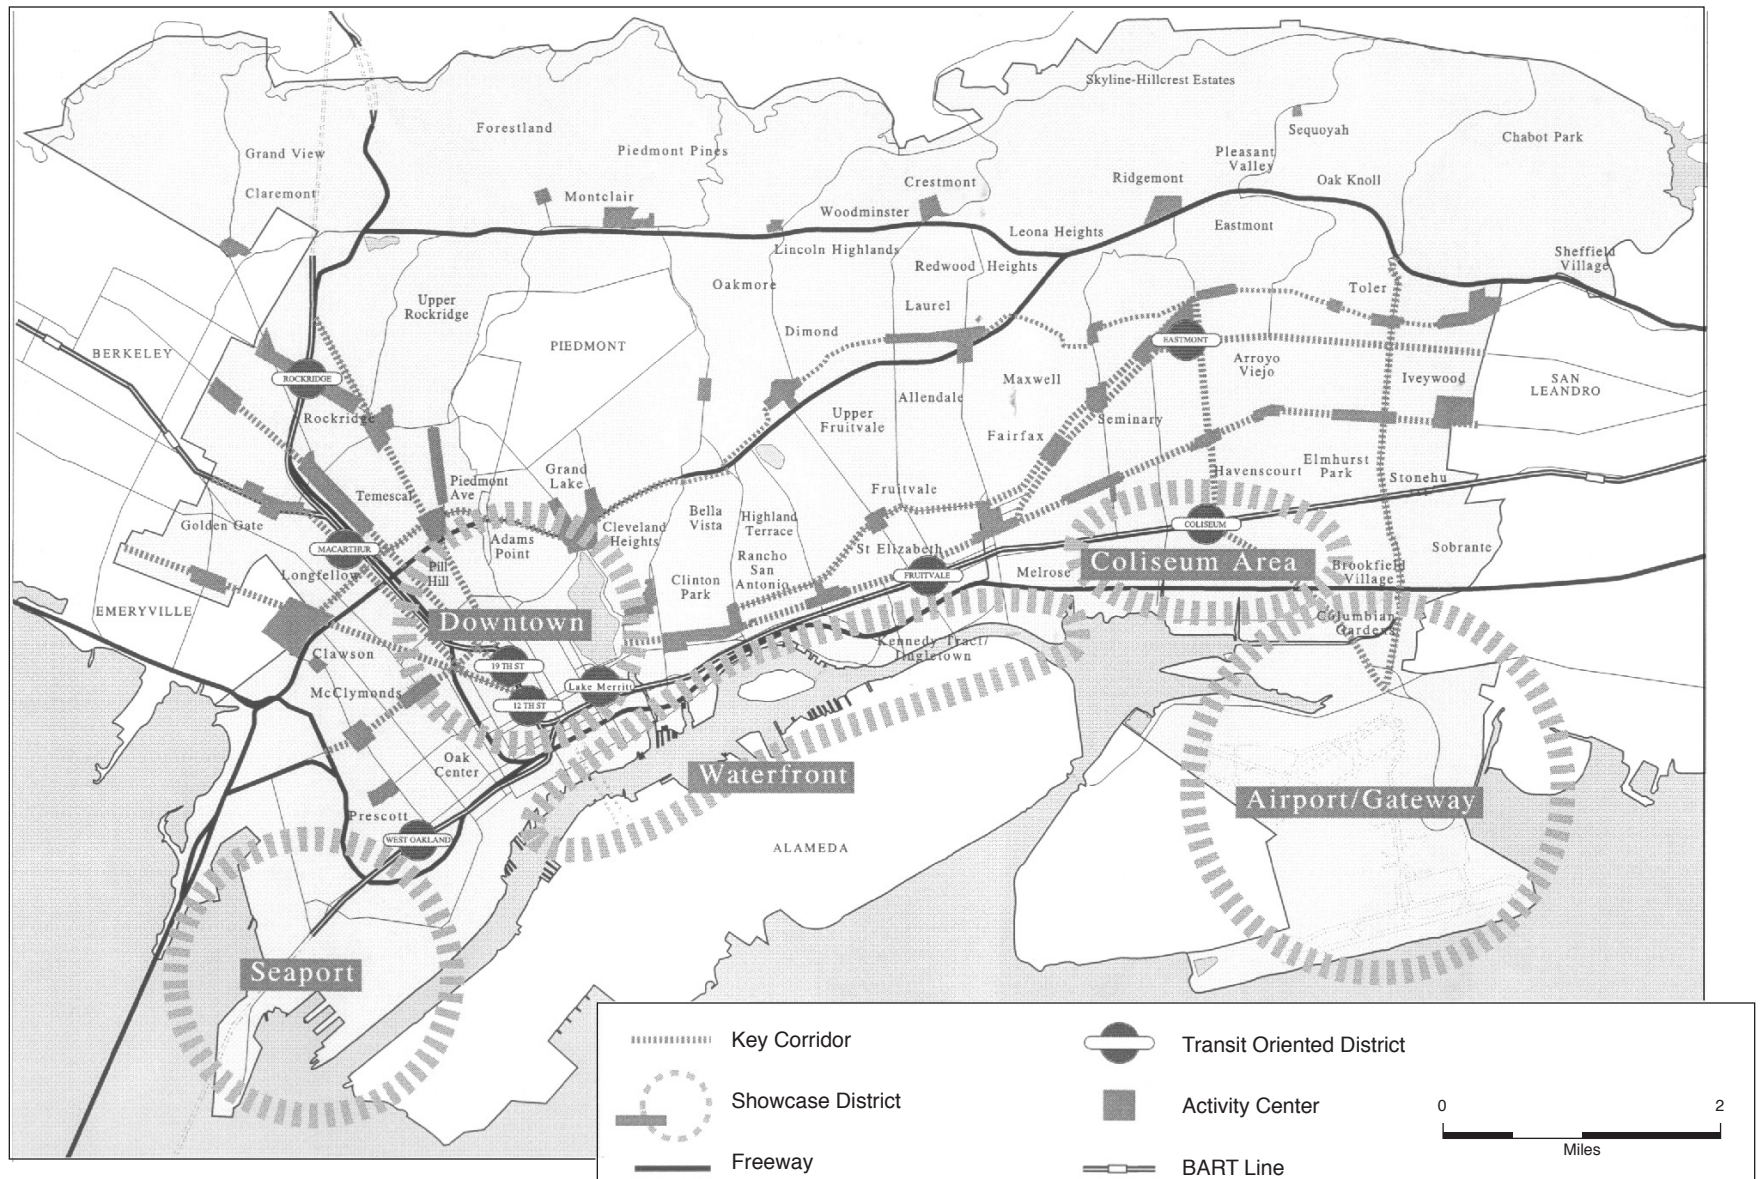 Skyline-Hillcrest Estates
Forestland
Sequoyah
Chabot Park
Grand View
Piedmont Pines
Pleasant
Valley
Claremont
Montclair
Crestmont
Ridgemont
Oak Knoll
Woodminster
Lincoln Highlands
Leona Heights
Eastmont
Redwood Heights
Sheffield
Village
Oakmore
Toler
Upper
Rockridge
Laurel
Dimond
BERKELEY
PIEDMONT
EASTMONT
Arroyo
Viejo
ROCKRIDGE
Maxwell
Iveywood
SAN
LEANDRO
Allendale
Rockridge
Upper
Fruitvale
Seminary
Fairfax
Grand
Lake
Piedmont
Ave
Temescal
Havenscourt
Elmhurst
Park
Stonehu
Fruitvale
Bella
Vista
Highland
Terrace
Golden Gate
Cleveland
Heights
COLISEUM
MACARTHUR
Adams
Point
St Elizabeth
Sobrante
Rancho
San
Antonio
Longfellow
Pill
Hill
Clinton
Park
FRUITVALE
Melrose
Coliseum Area
Brookfield
Village
EMERYVILLE
Downtown
Columbian
Gardens
Kennedy Tract/
Jingletown
Clawson
19 TH ST
Lake Merritt
McClymonds
12 TH ST
Oak
Center
Waterfront
Airport/Gateway
Prescott
WEST OAKLAND
ALAMEDA
Seaport
Key Corridor
Transit Oriented District
Showcase District
Activity Center
0 2
Miles
Freeway
BART Line